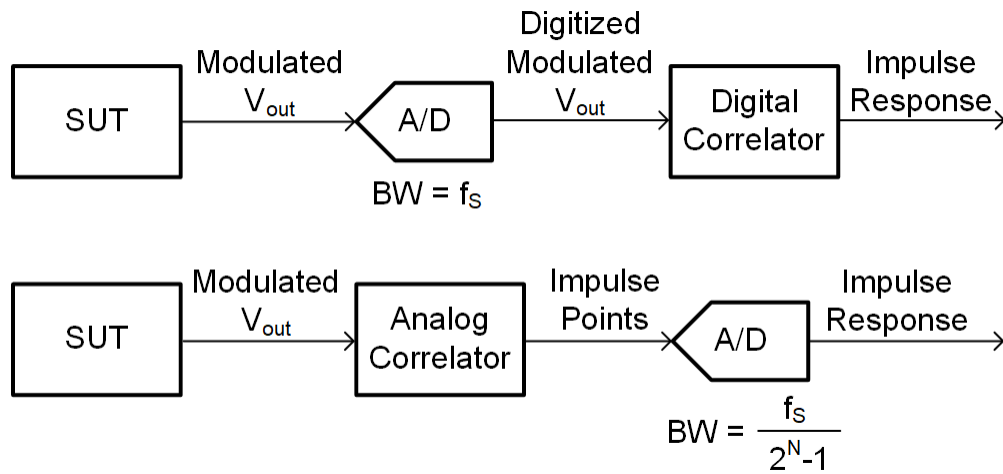 SUT
Modulated
Vout
A/D
BW = fS
Digitized
Modulated
Vout
Digital
Correlator
Impulse
Response
SUT
Modulated
Vout
Analog
Correlator
Impulse
Points
A/D
BW = fS / 2^N-1
Impulse
Response